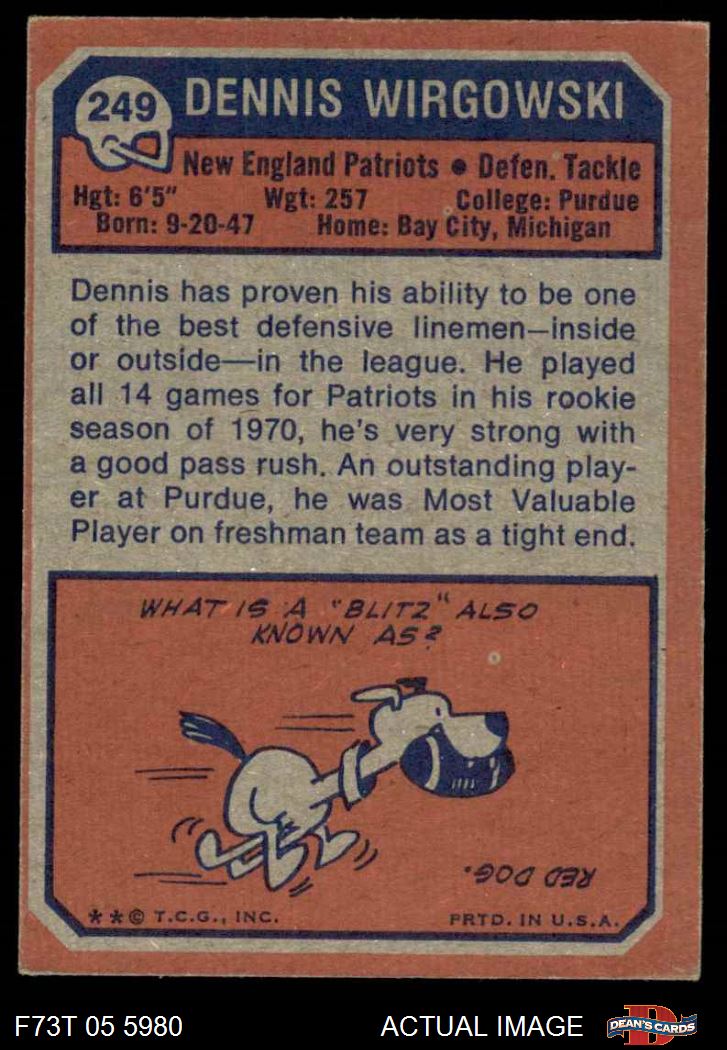 249
DENNIS WIRGOWSKI
New England Patriots • Defen. Tackle
Hgt: 6'5" Wgt: 257 College: Purdue
Born: 9-20-47 Home: Bay City, Michigan
Dennis has proven his ability to be one
of the best defensive linemen—inside
or outside—in the league. He played
all 14 games for Patriots in his rookie
season of 1970, he's very strong with
a good pass rush. An outstanding play-
er at Purdue, he was Most Valuable
Player on freshman team as a tight end.
WHAT IS A "BLITZ" ALSO
KNOWN AS?
RED DOG.
**© T.C.G., INC. PRTD. IN U.S.A.
F73T 05 5980 ACTUAL IMAGE D DEAN'S CARDS